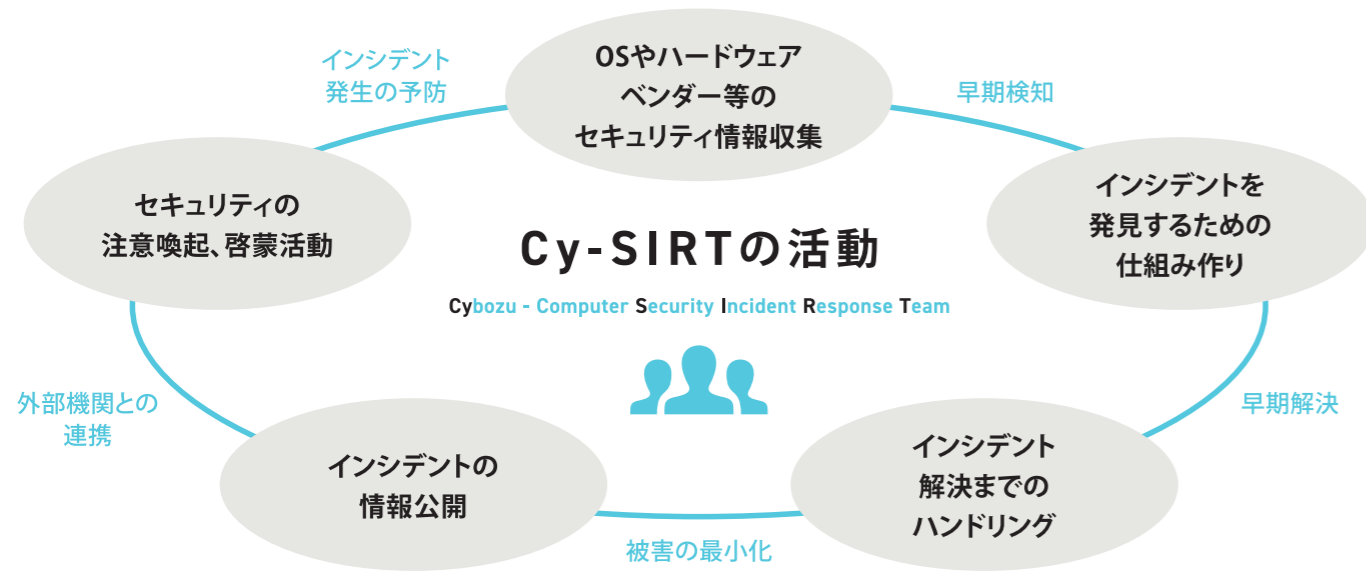 インシデント
発生の予防
OSやハードウェア
ベンダー等の
セキュリティ情報収集
早期検知
セキュリティの
注意喚起、啓蒙活動
インシデントを
発見するための
仕組み作り
Cy-SIRTの活動
Cybozu - Computer Security Incident Response Team
外部機関との
連携
早期解決
インシデントの
情報公開
インシデント
解決までの
ハンドリング
被害の最小化